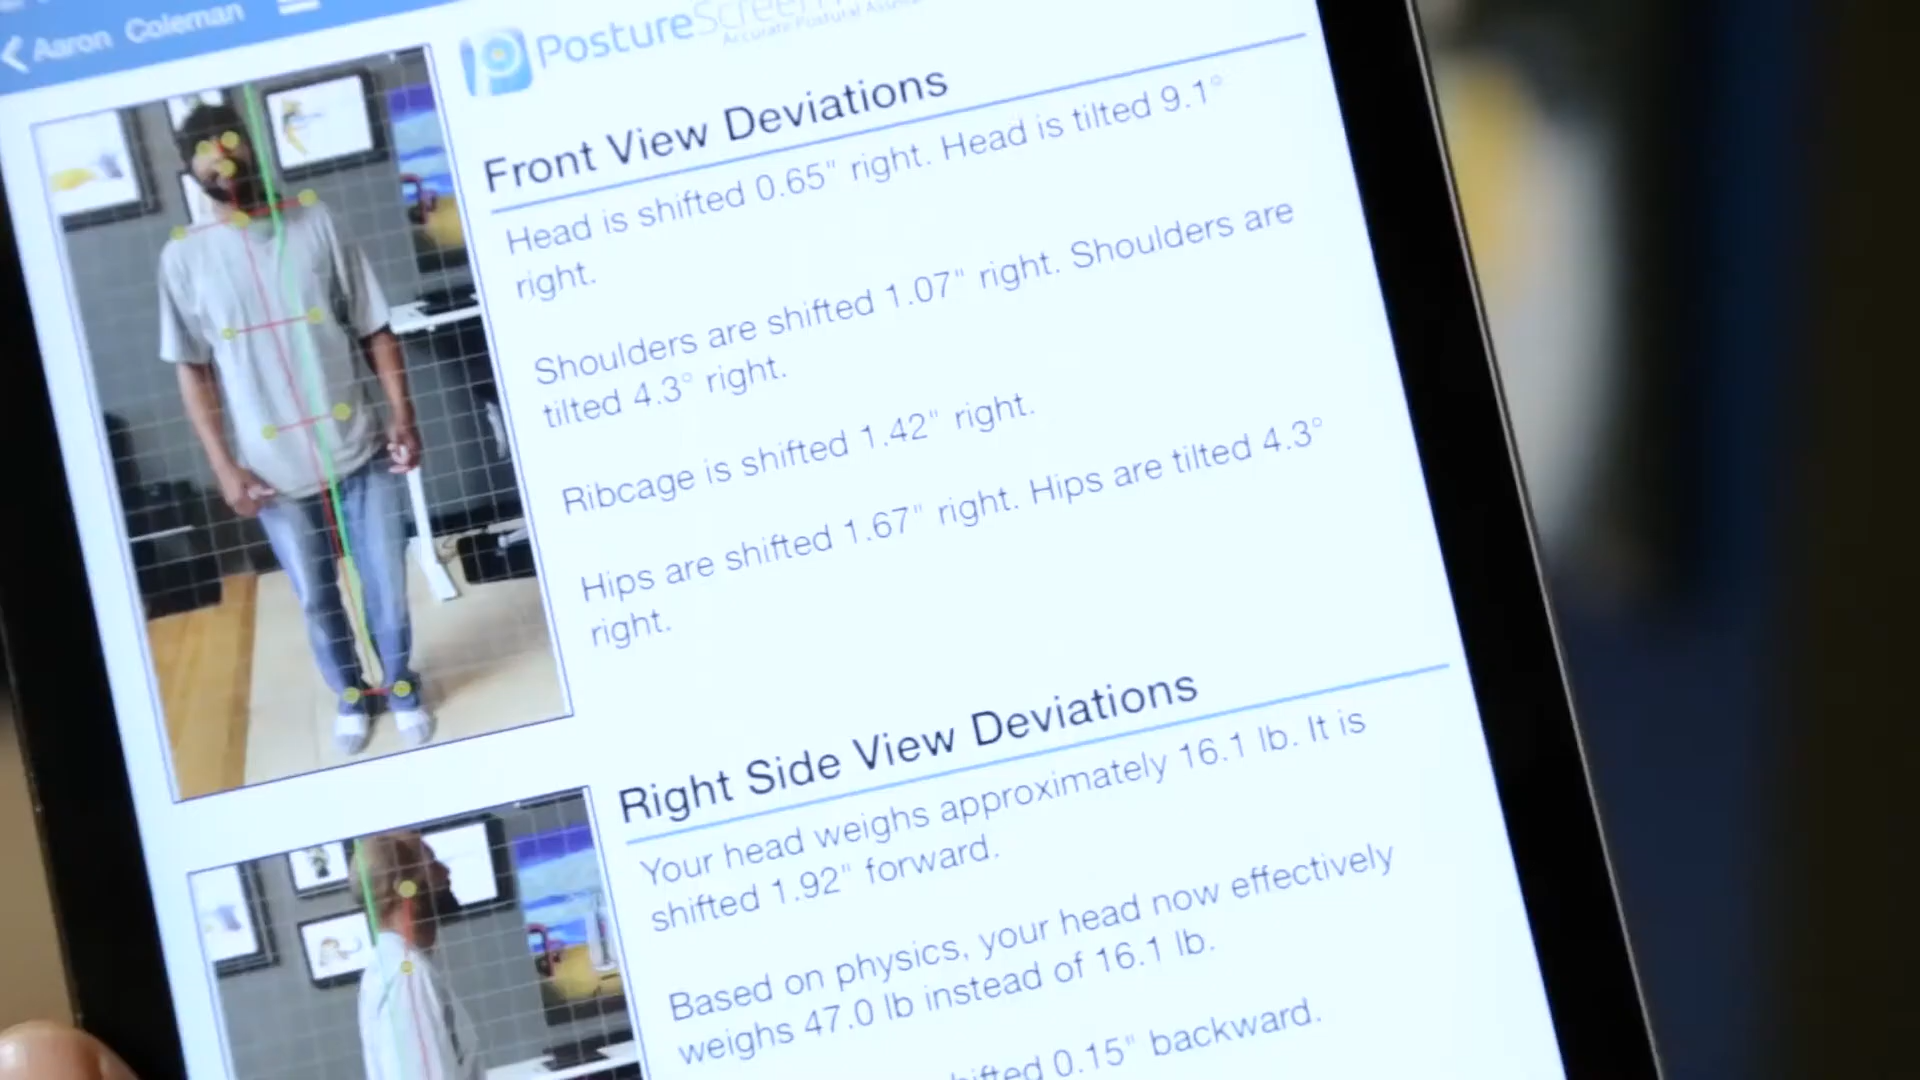 Aaron Coleman
PostureScreen
Accurate Postural
Front View Deviations
Head is shifted 0.65" right. Head is tilted 9.1°
right.
Shoulders are shifted 1.07" right. Shoulders are
tilted 4.3° right.
Ribcage is shifted 1.42" right.
Hips are shifted 1.67" right. Hips are tilted 4.3°
right.
Right Side View Deviations
Your head weighs approximately 16.1 lb. It is
shifted 1.92" forward.
Based on physics, your head now effectively
weighs 47.0 lb instead of 16.1 lb.
0.15" backward.